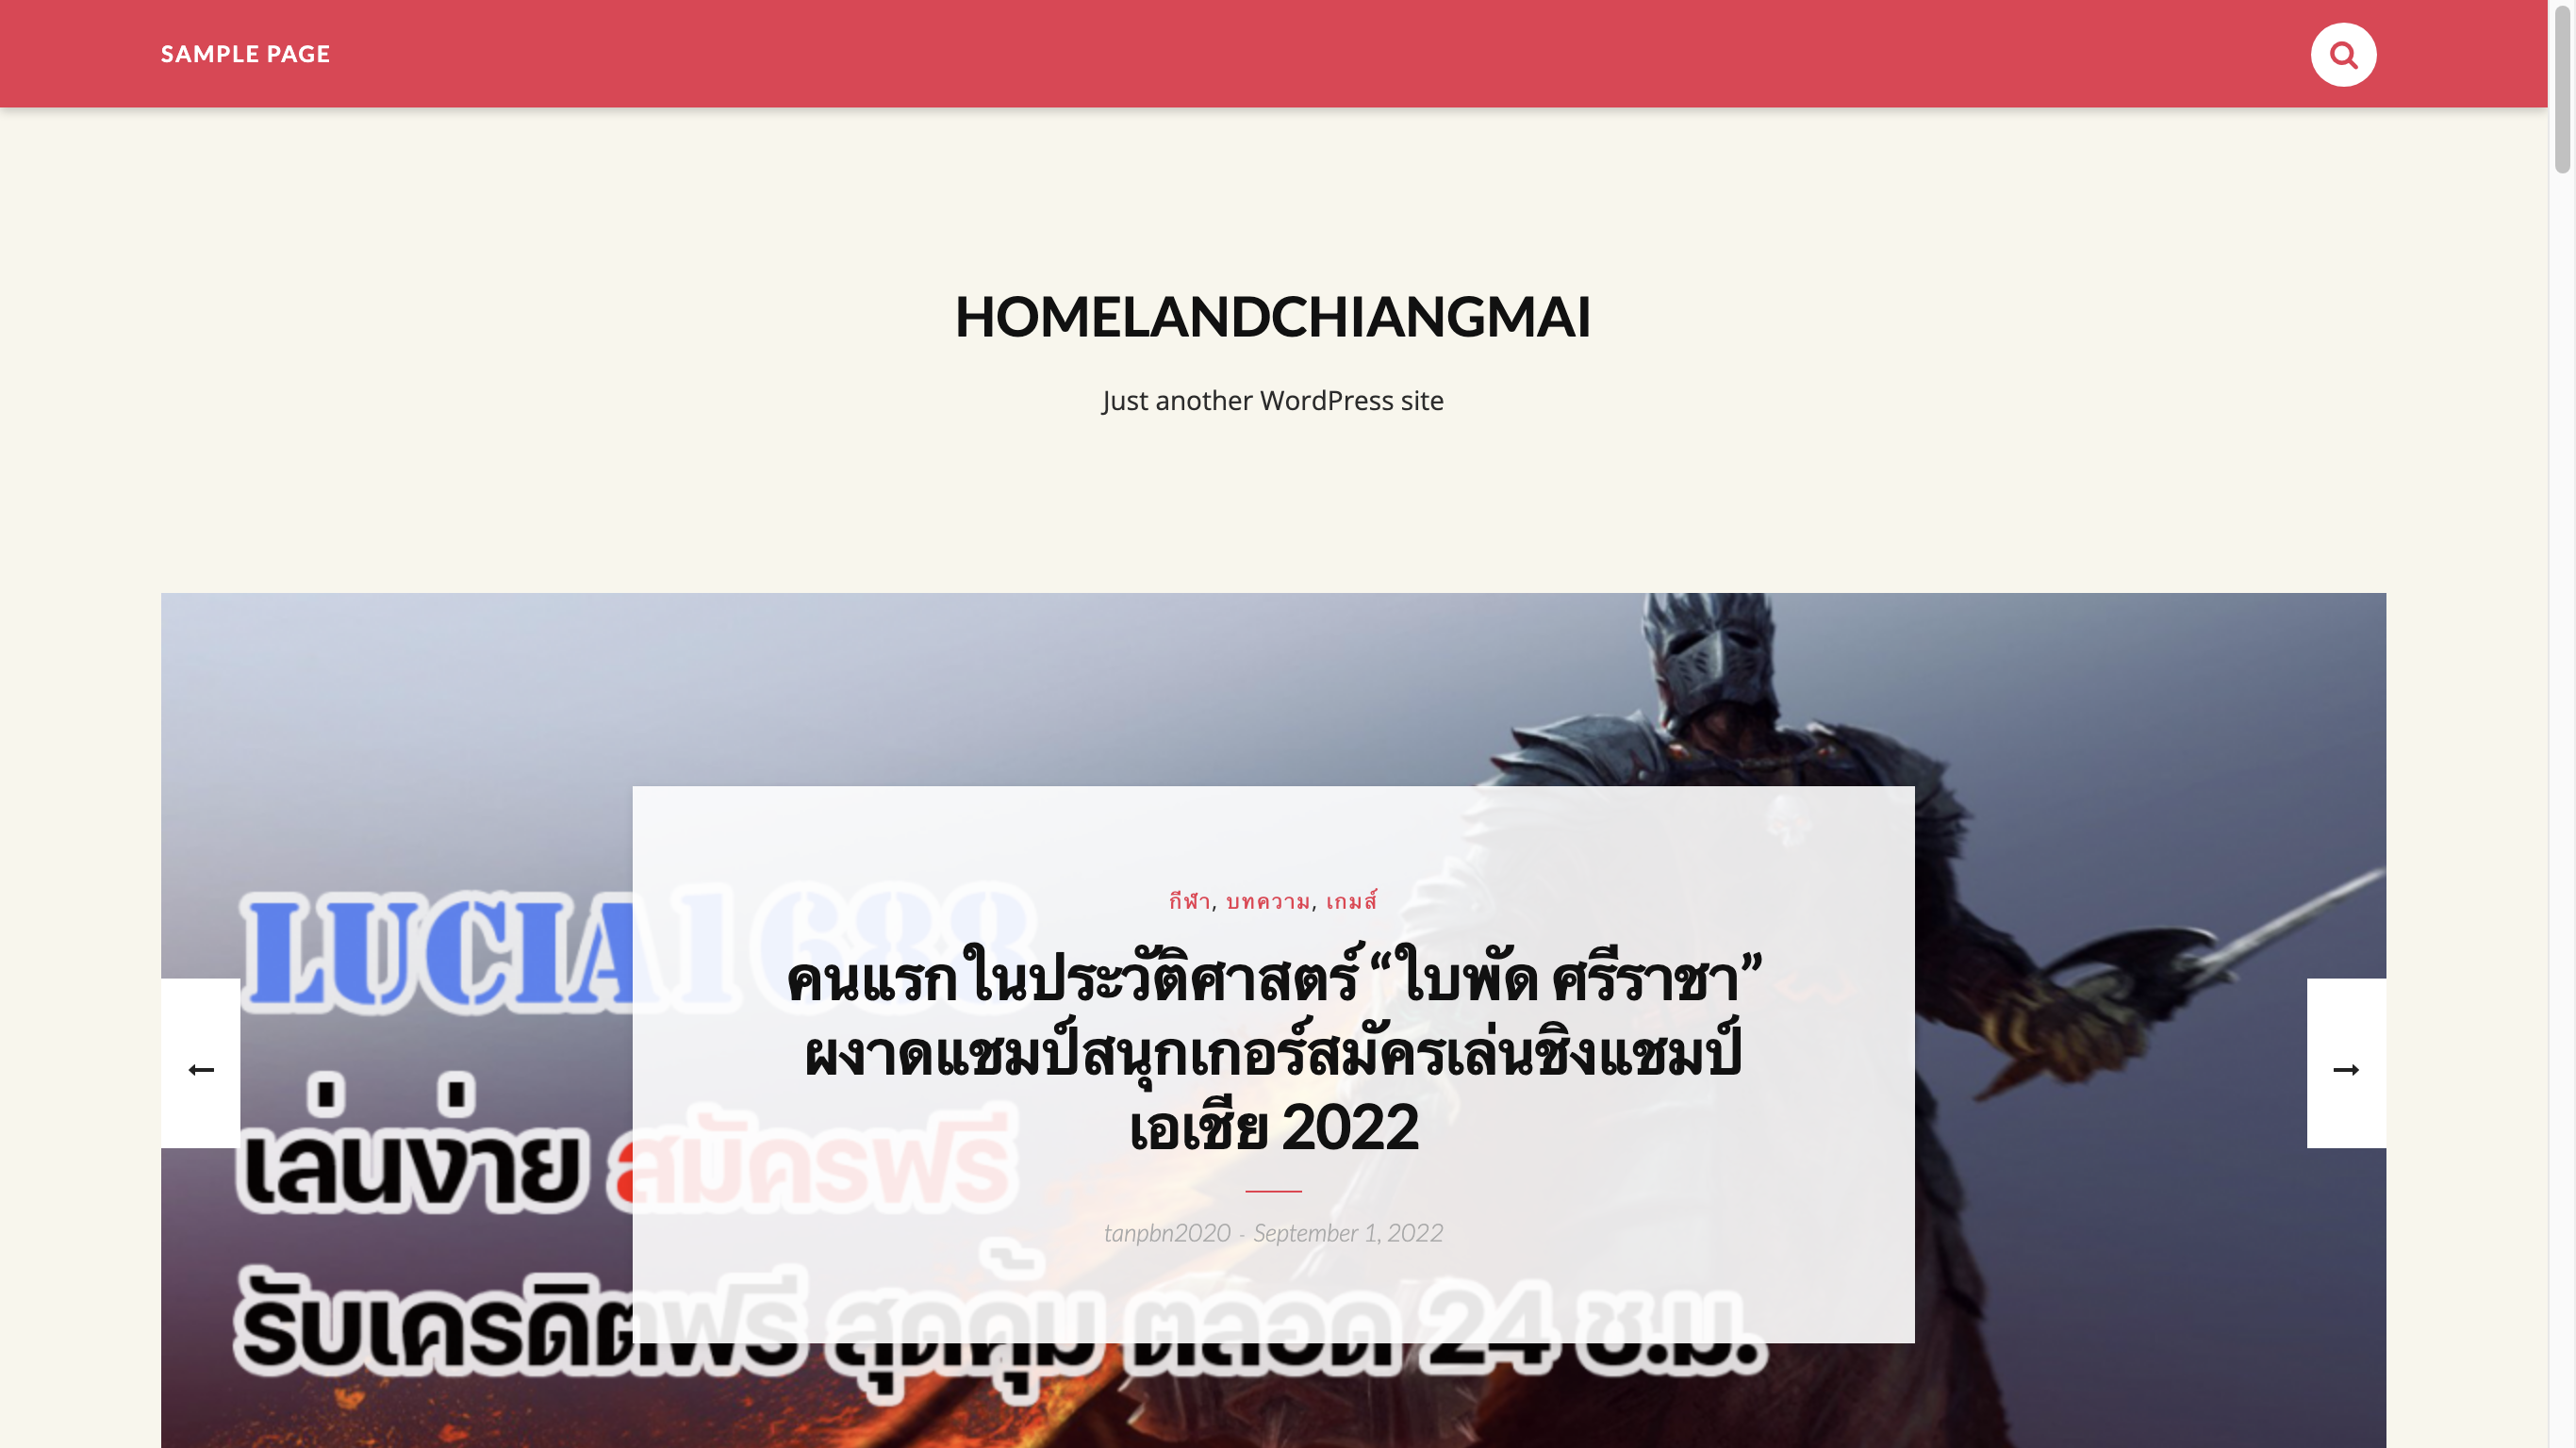 SAMPLE PAGE
HOMELANDCHIANGMAI
Just another WordPress site
LUCIA1688
เล่นง่าย สมัครฟรี
รับเครดิตฟรี สุดคุ้ม ตลอด 24 ช.ม.
กีฬา, บทความ, เกมส์
คนแรกในประวัติศาสตร์ “ใบพัด ศรีราชา”
ผงาดแชมป์สนุกเกอร์สมัครเล่นชิงแชมป์
เอเชีย 2022
tanpbn2020 - September 1, 2022